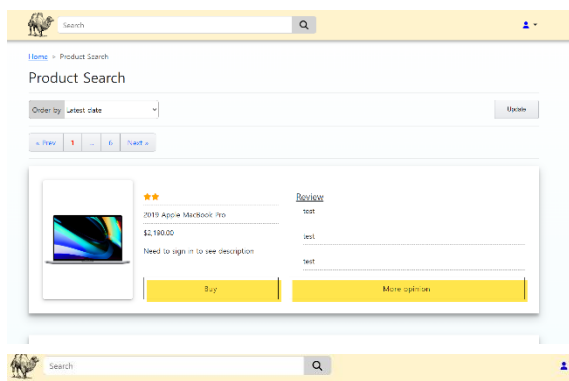 Search
Home > Product Search
Product Search
Order by Latest date
Update
« Prev 1 ... 6 Next »
2019 Apple MacBook Pro
$2,190.00
Need to sign in to see description
Buy
Review
test
test
test
More opinion
Search